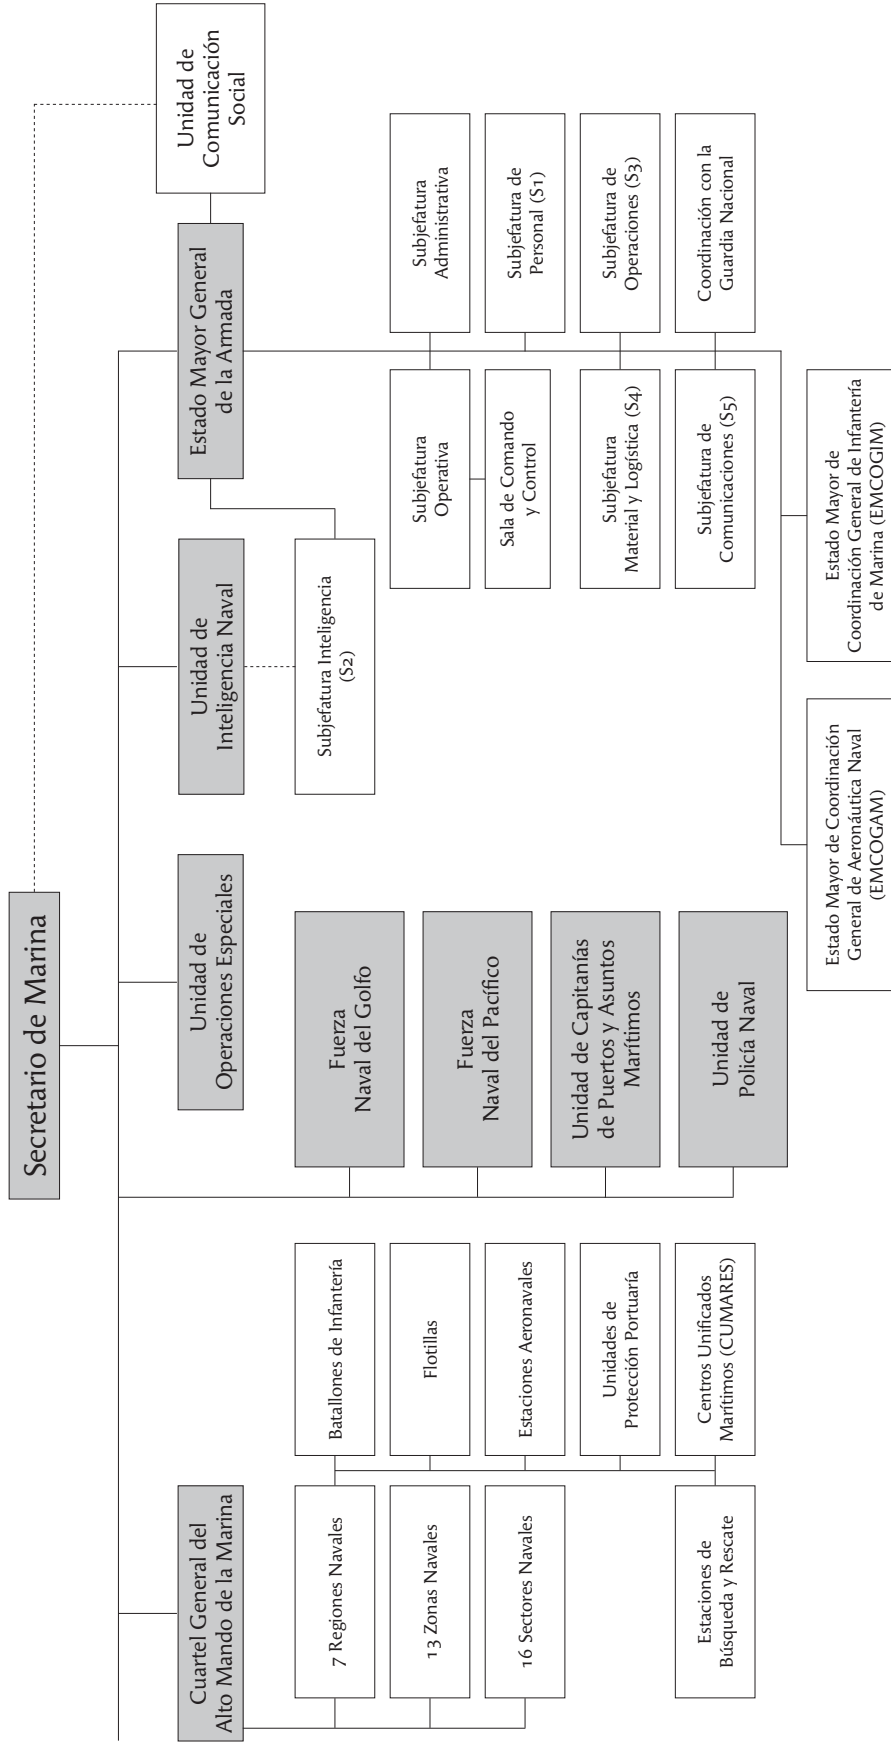 Secretario de Marina
Cuartel General del
Alto Mando de la Marina
Unidad de
Operaciones Especiales
Unidad de
Inteligencia Naval
Estado Mayor General
de la Armada
Unidad de
Comunicación
Social
7 Regiones Navales
13 Zonas Navales
16 Sectores Navales
Estaciones de
Búsqueda y Rescate
Batallones de Infantería
Flotillas
Estaciones Aeronavales
Unidades de
Protección Portuaría
Centros Unificados
Marítimos (CUMARES)
Fuerza
Naval del Golfo
Fuerza
Naval del Pacífico
Unidad de Capitanías
de Puertos y Asuntos
Marítimos
Unidad de
Policía Naval
Subjefatura Inteligencia
(S2)
Subjefatura
Operativa
Sala de Comando
y Control
Subjefatura
Material y Logística (S4)
Subjefatura de
Comunicaciones (S5)
Subjefatura
Administrativa
Subjefatura de
Personal (S1)
Subjefatura de
Operaciones (S3)
Coordinación con la
Guardia Nacional
Estado Mayor de Coordinación
General de Aeronáutica Naval
(EMCOGAM)
Estado Mayor de
Coordinación General de Infantería
de Marina (EMCOGIM)